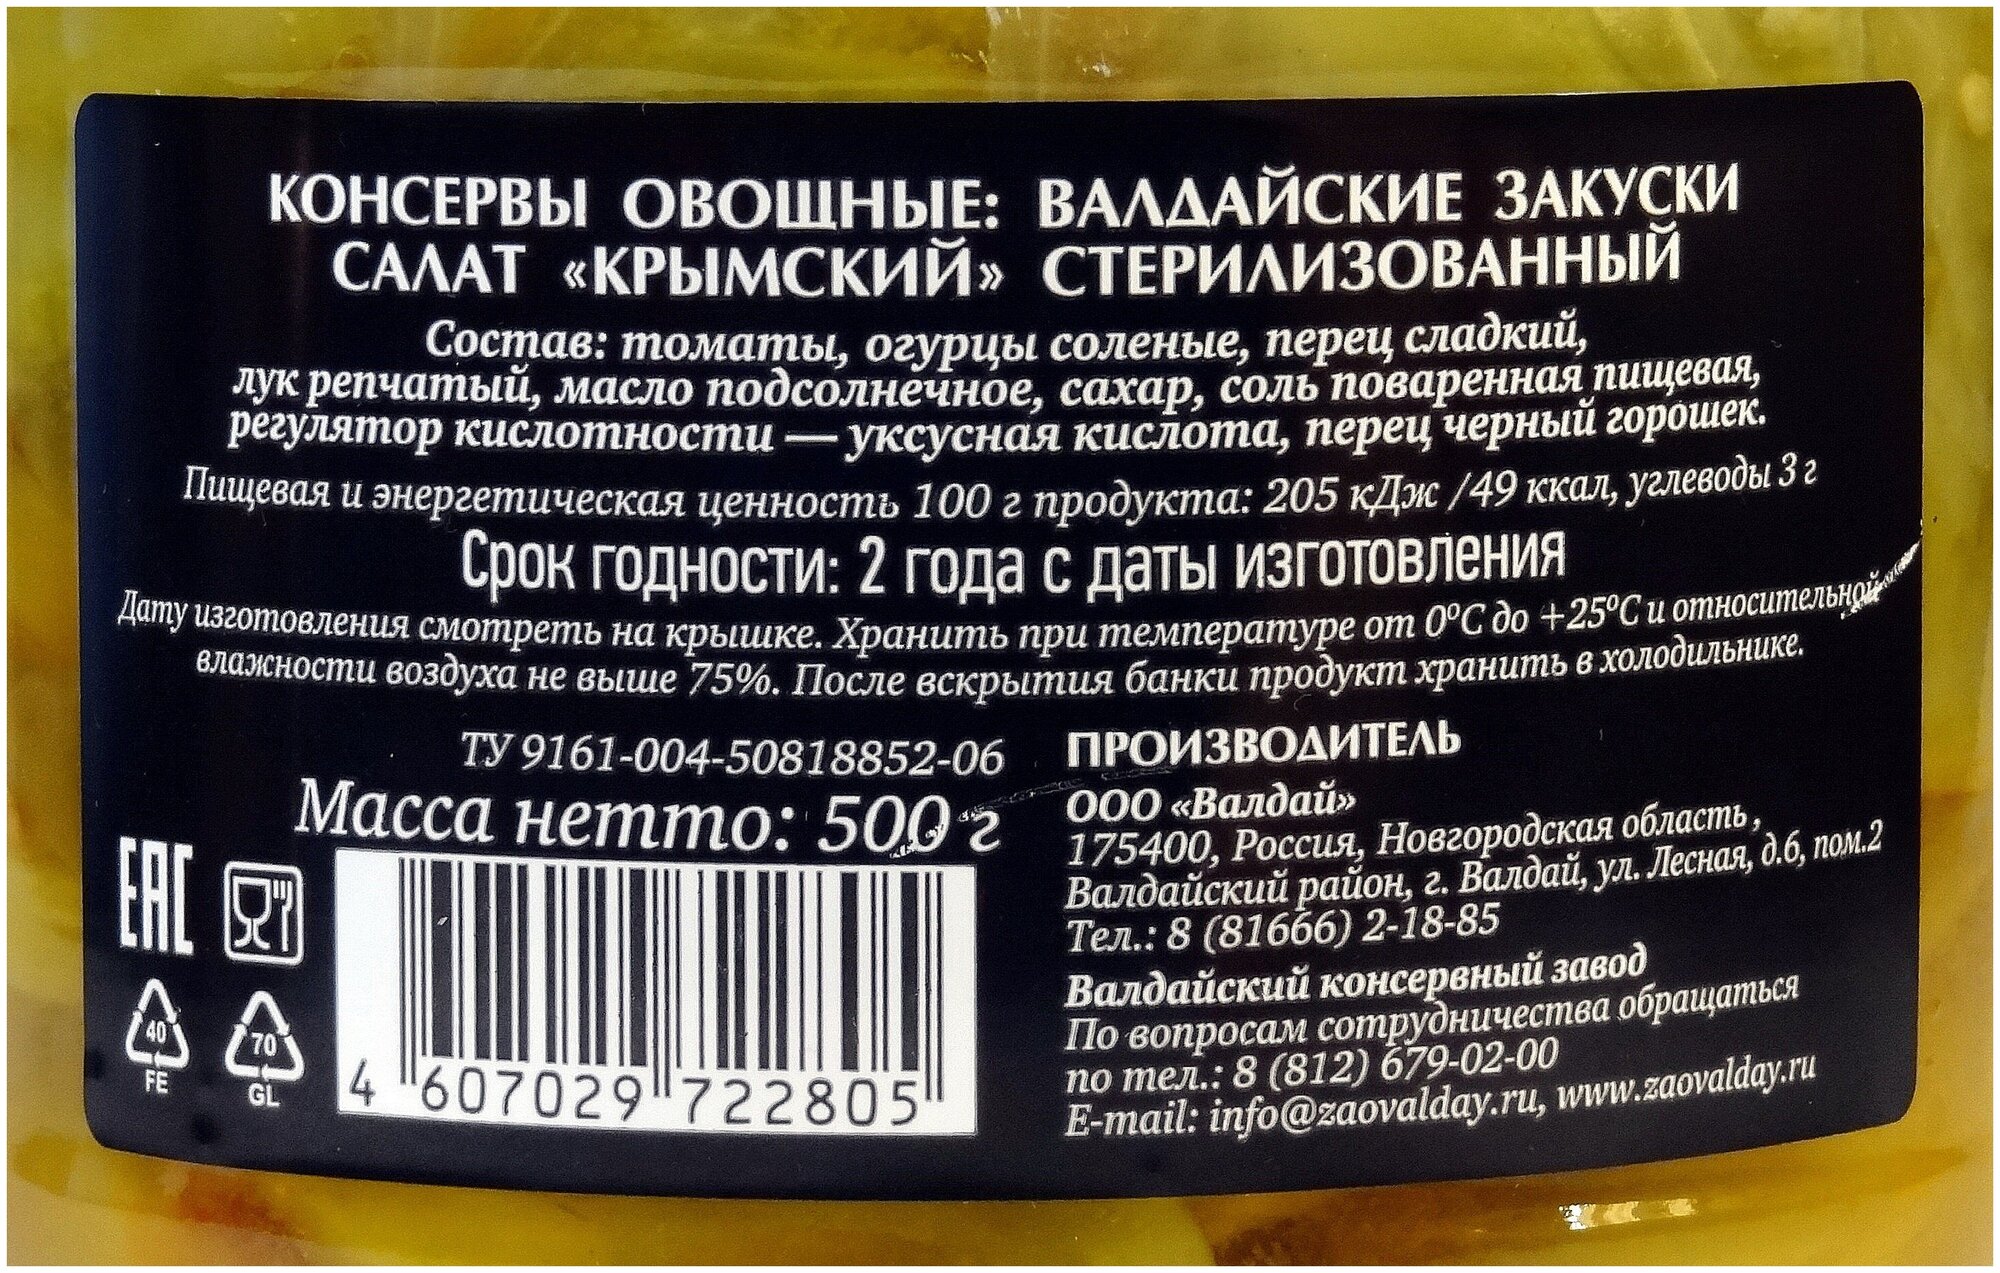 КОНСЕРВЫ ОВОЩНЫЕ: ВАЛДАЙСКИЕ ЗАКУСКИ
САЛАТ «КРЫМСКИЙ» СТЕРИЛИЗОВАННЫЙ
Состав: томаты, огурцы соленые, перец сладкий,
лук репчатый, масло подсолнечное, сахар, соль поваренная пищевая,
регулятор кислотности — уксусная кислота, перец черный горошек.
Пищевая и энергетическая ценность 100 г продукта: 205 кДж /49 ккал, углеводы 3 г
Срок годности: 2 года с даты изготовления
Дату изготовления смотреть на крышке. Хранить при температуре от 0°С до +25°С и относительной
влажности воздуха не выше 75%. После вскрытия банки продукт хранить в холодильнике.
ТУ 9161-004-50818852-06
Масса нетто: 500 г
EAC
40
FE
70
GL
4 607029 722805
ПРОИЗВОДИТЕЛЬ
ООО «Валдай»
175400, Россия, Новгородская область,
Валдайский район, г. Валдай, ул. Лесная, д.6, пом.2
Тел.: 8 (81666) 2-18-85
Валдайский консервный завод
По вопросам сотрудничества обращаться
по тел.: 8 (812) 679-02-00
E-mail: info@zaovalday.ru, www.zaovalday.ru